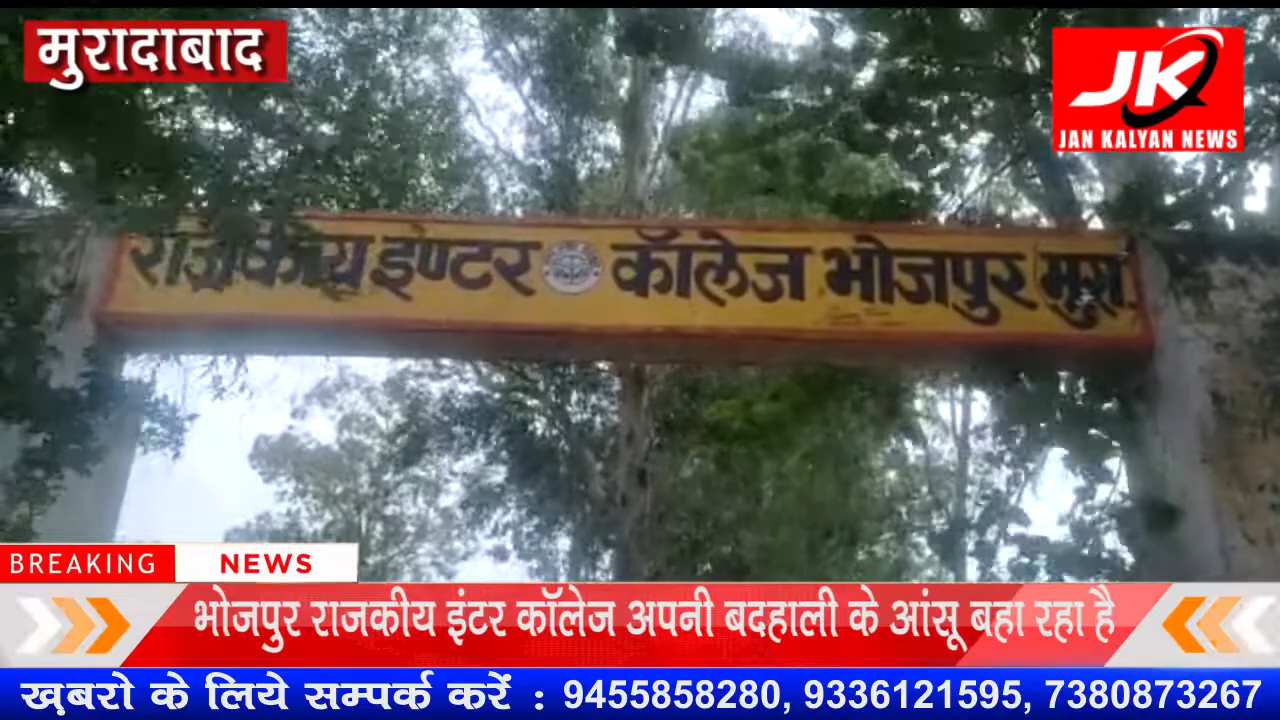 मुरादाबाद
JK
JAN KALYAN NEWS
राजकीय इण्टर कॉलेज भोजपुर (मुरा
BREAKING NEWS
भोजपुर राजकीय इंटर कॉलेज अपनी बदहाली के आंसू बहा रहा है
ख़बरो के लिये सम्पर्क करें : 9455858280, 9336121595, 7380873267